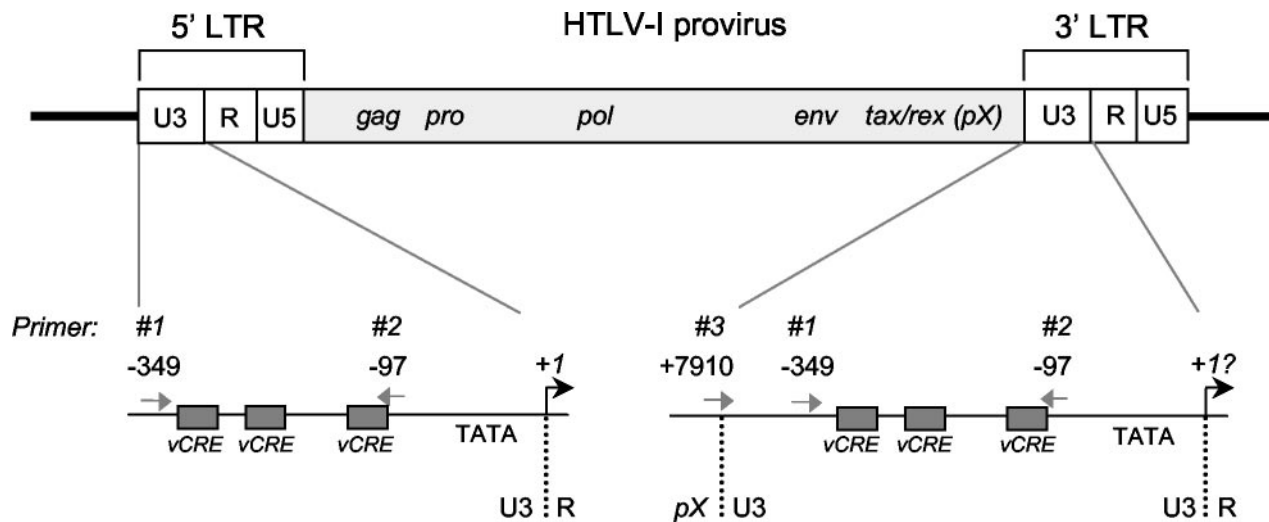 5’ LTR HTLV-I provirus 3’ LTR
U3 R U5 gag pro pol env tax/rex (pX) U3 R U5
Primer: #1 #2 #3 #1 #2
-349 -97 +1 +7910 -349 -97 +1?
vCRE vCRE vCRE TATA vCRE vCRE vCRE TATA
U3 R pX U3 U3 R